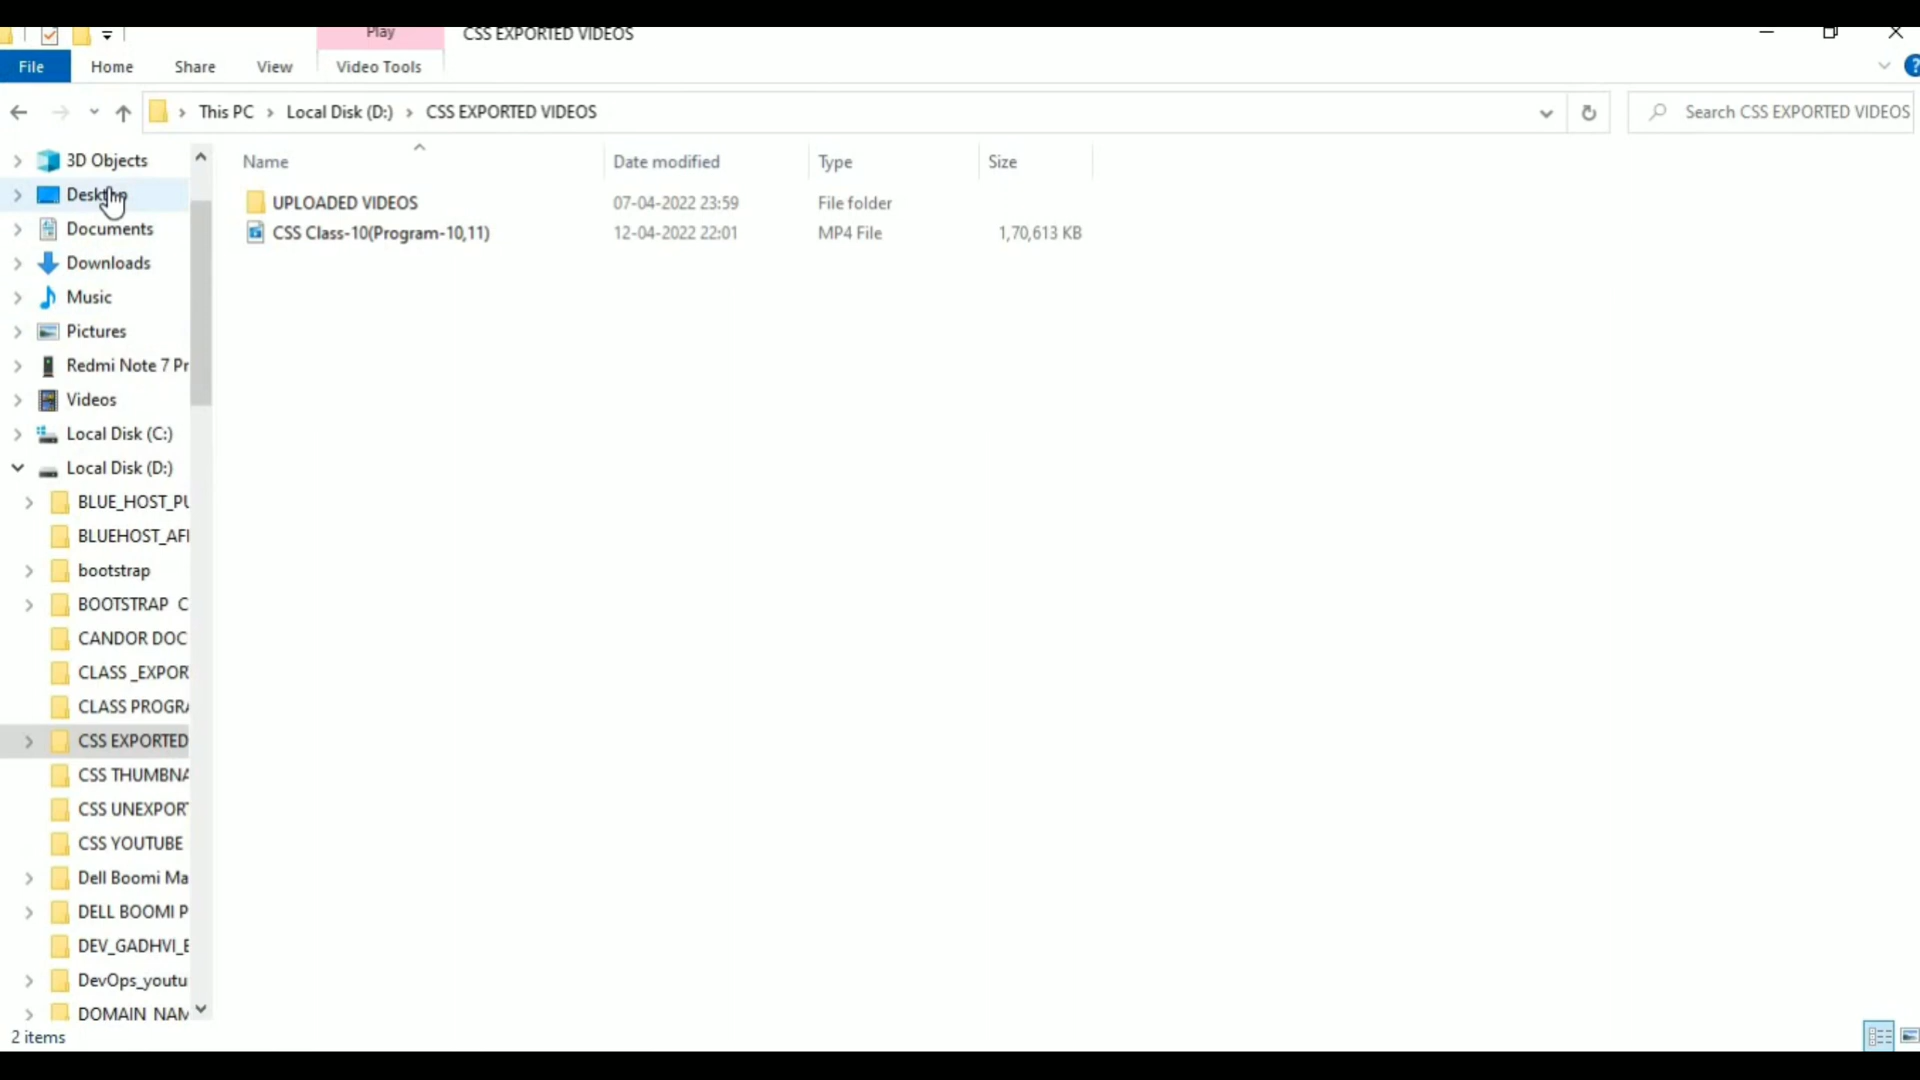 Play
CSS EXPORTED VIDEOS
File
Home
Share
View
Video Tools
This PC
Local Disk (D:)
CSS EXPORTED VIDEOS
Search CSS EXPORTED VIDEOS
Name
Date modified
Type
Size
UPLOADED VIDEOS
07-04-2022 23:59
File folder
CSS Class-10(Program-10,11)
12-04-2022 22:01
MP4 File
1,70,613 KB
3D Objects
Desktop
Documents
Downloads
Music
Pictures
Redmi Note 7 Pr
Videos
Local Disk (C:)
Local Disk (D:)
BLUE_HOST_PU
BLUEHOST_AFI
bootstrap
BOOTSTRAP C
CANDOR DOC
CLASS _EXPOR
CLASS PROGRA
CSS EXPORTED
CSS THUMBNA
CSS UNEXPORT
CSS YOUTUBE
Dell Boomi Ma
DELL BOOMI P
DEV_GADHVI_E
DevOps_youtu
DOMAIN NAM
2 items